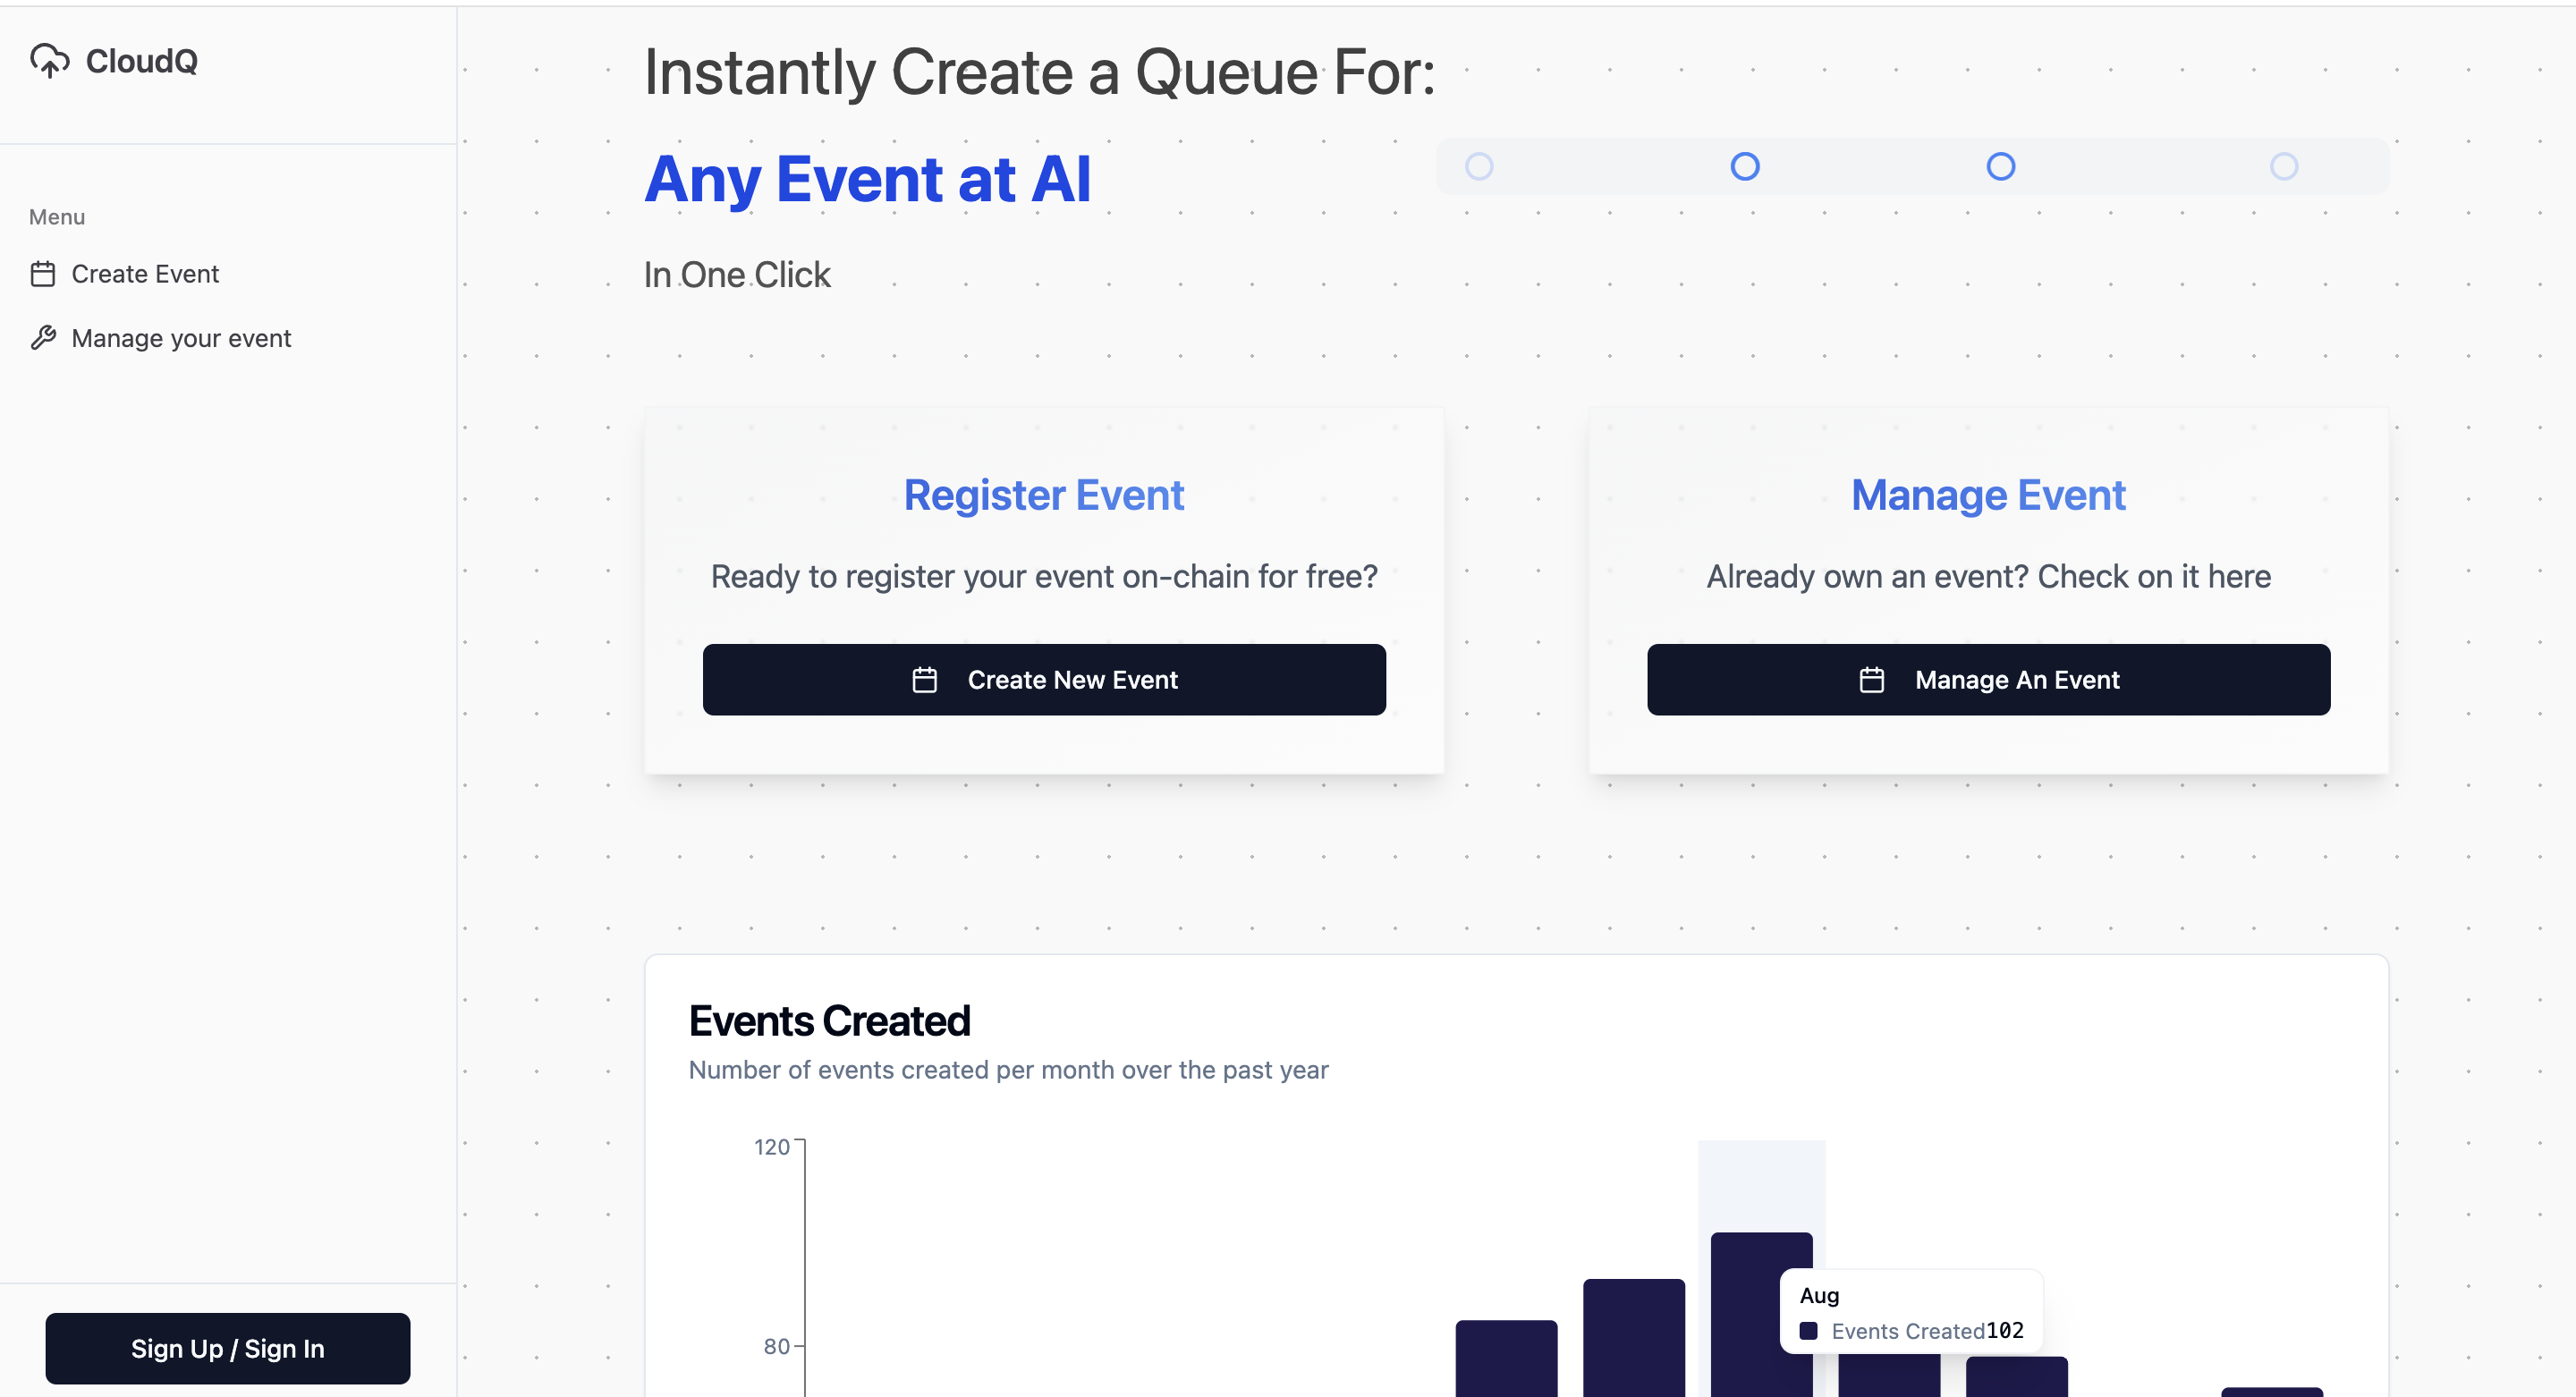 CloudQ
Menu
Create Event
Manage your event
Sign Up / Sign In
Instantly Create a Queue For:
Any Event at AI
In One Click
Register Event
Ready to register your event on-chain for free?
Create New Event
Manage Event
Already own an event? Check on it here
Manage An Event
Events Created
Number of events created per month over the past year
120
80
Aug
Events Created102